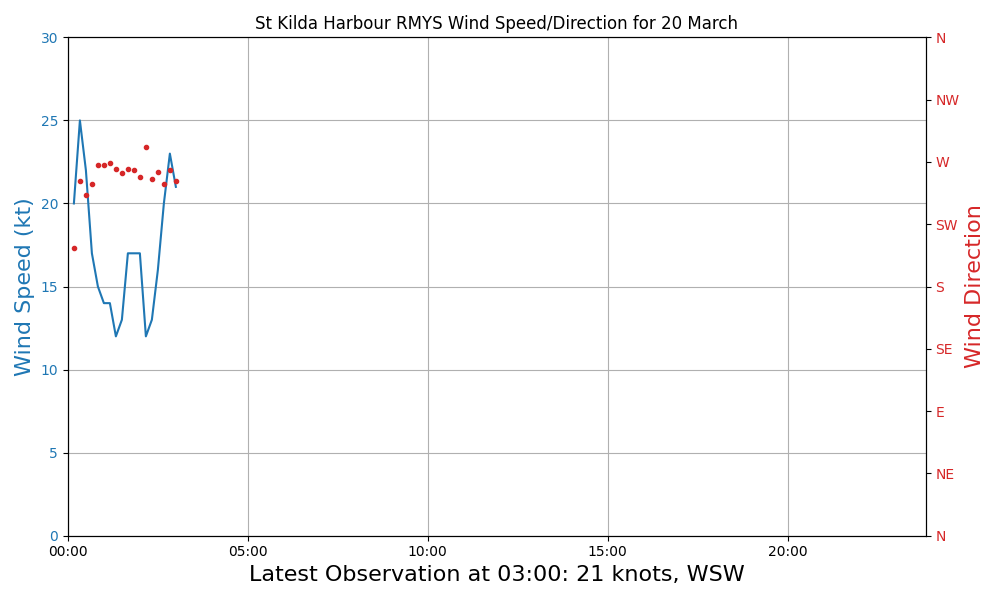 St Kilda Harbour RMYS Wind Speed/Direction for 20 March
30
25
20
15
10
5
0
Wind Speed (kt)
N
NW
W
SW
S
SE
E
NE
N
Wind Direction
00:00
05:00
10:00
15:00
20:00
Latest Observation at 03:00: 21 knots, WSW